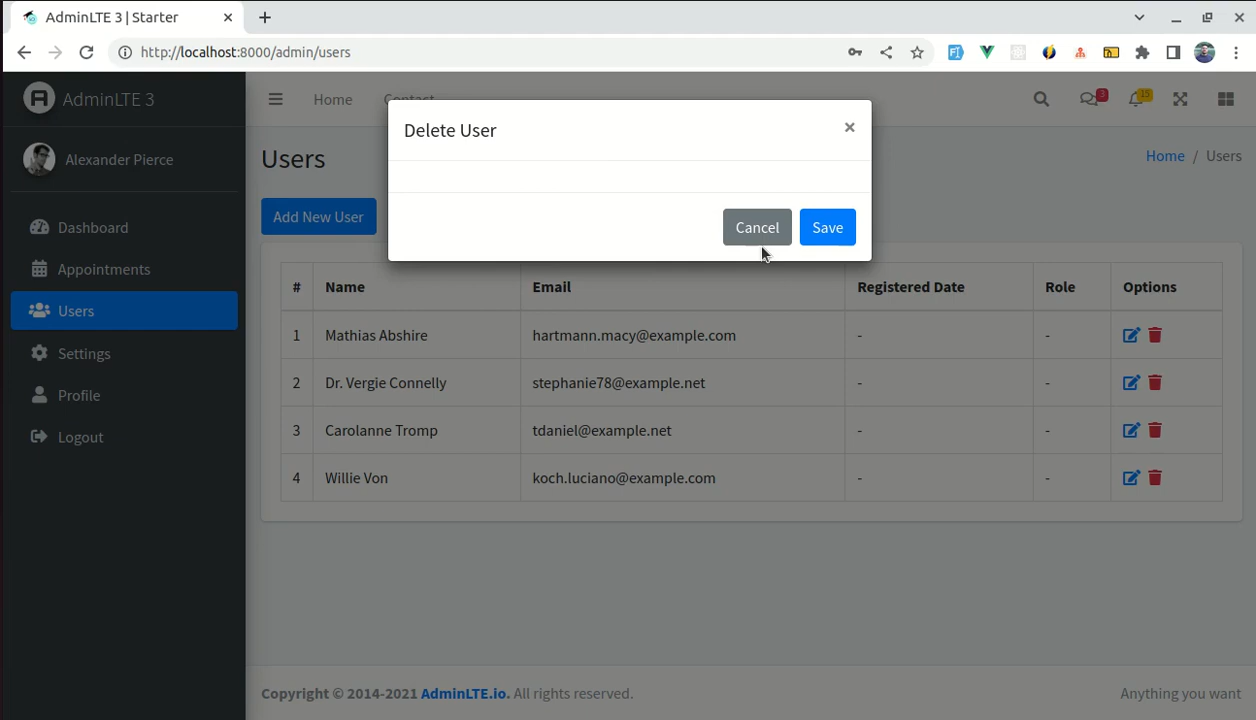 AdminLTE 3 | Starter
http://localhost:8000/admin/users
AdminLTE 3
Home
Contact
3
15
Alexander Pierce
Dashboard
Appointments
Users
Settings
Profile
Logout
Users
Home / Users
Add New User
Delete User
×
Cancel
Save
# Name Email Registered Date Role Options
1 Mathias Abshire hartmann.macy@example.com - -
2 Dr. Vergie Connelly stephanie78@example.net - -
3 Carolanne Tromp tdaniel@example.net - -
4 Willie Von koch.luciano@example.com - -
Copyright © 2014-2021 AdminLTE.io. All rights reserved.
Anything you want